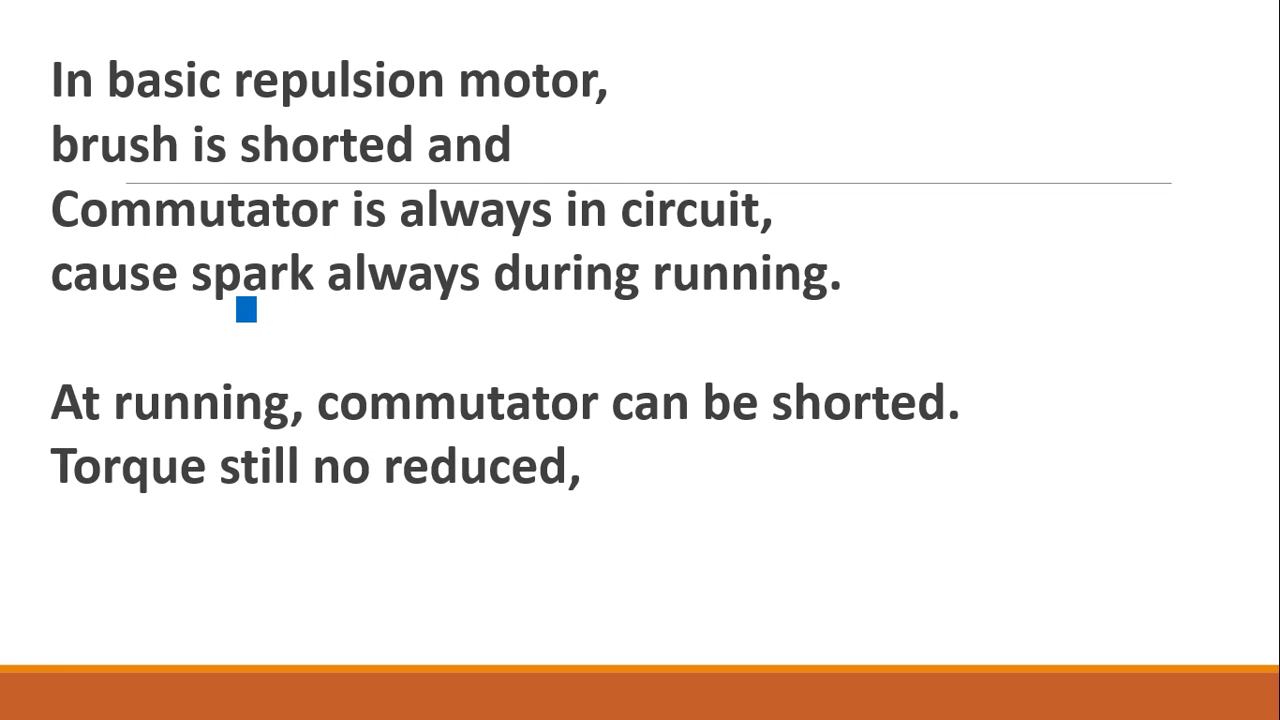 In basic repulsion motor,
brush is shorted and
Commutator is always in circuit,
cause spark always during running.
At running, commutator can be shorted.
Torque still no reduced,